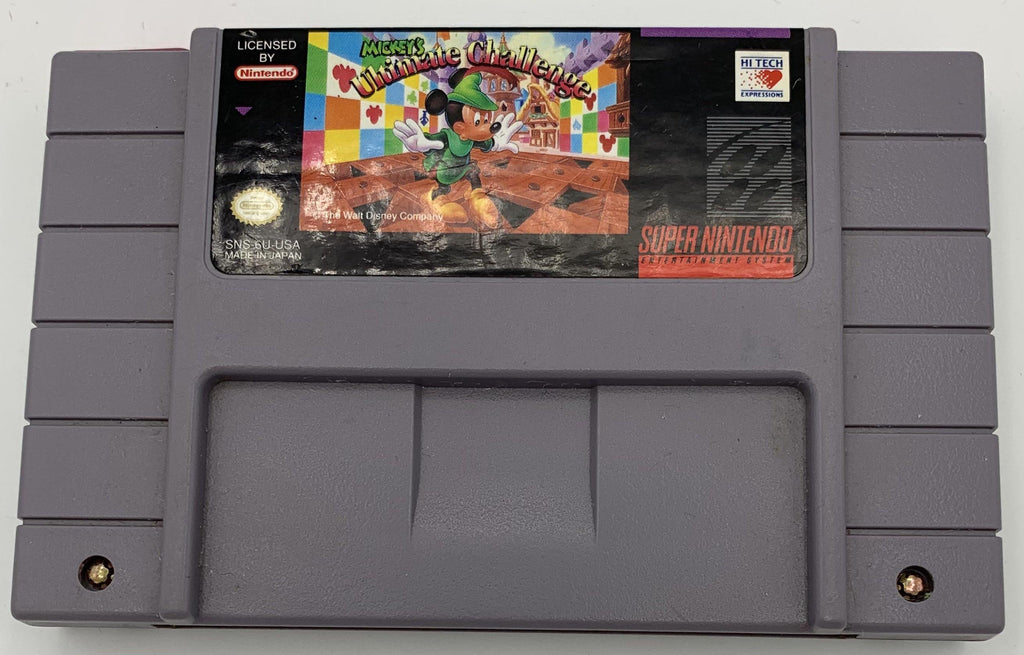 LICENSED
BY
Nintendo
MICKEY'S
Ultimate Challenge
HI TECH
EXPRESSIONS
© The Walt Disney Company
SNS-6U-USA
MADE IN JAPAN
SUPER NINTENDO
ENTERTAINMENT SYSTEM